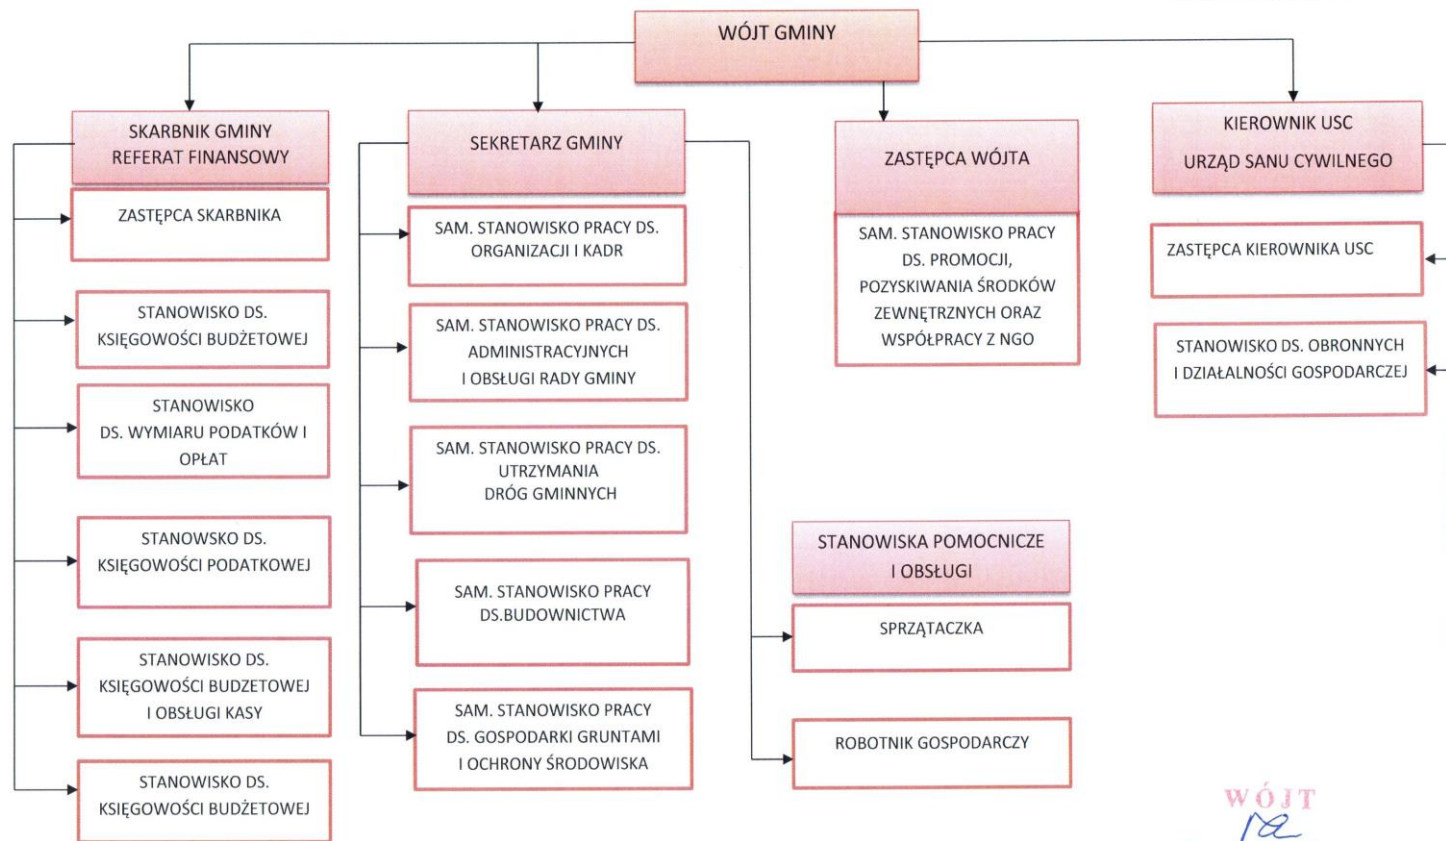 WÓJT GMINY
SKARBNIK GMINY
REFERAT FINANSOWY
ZASTĘPCA SKARBNIKA
STANOWISKO DS.
KSIĘGOWOŚCI BUDŻETOWEJ
STANOWISKO
DS. WYMIARU PODATKÓW I
OPŁAT
STANOWSKO DS.
KSIĘGOWOŚCI PODATKOWEJ
STANOWISKO DS.
KSIĘGOWOŚCI BUDZETOWEJ
I OBSŁUGI KASY
STANOWISKO DS.
KSIĘGOWOŚCI BUDŻETOWEJ
SEKRETARZ GMINY
SAM. STANOWISKO PRACY DS.
ORGANIZACJI I KADR
SAM. STANOWISKO PRACY DS.
ADMINISTRACYJNYCH
I OBSŁUGI RADY GMINY
SAM. STANOWISKO PRACY DS.
UTRZYMANIA
DRÓG GMINNYCH
SAM. STANOWISKO PRACY
DS.BUDOWNICTWA
SAM. STANOWISKO PRACY
DS. GOSPODARKI GRUNTAMI
I OCHRONY ŚRODOWISKA
ZASTĘPCA WÓJTA
SAM. STANOWISKO PRACY
DS. PROMOCJI,
POZYSKIWANIA ŚRODKÓW
ZEWNĘTRZNYCH ORAZ
WSPÓŁPRACY Z NGO
STANOWISKA POMOCNICZE
I OBSŁUGI
SPRZĄTACZKA
ROBOTNIK GOSPODARCZY
KIEROWNIK USC
URZĄD SANU CYWILNEGO
ZASTĘPCA KIEROWNIKA USC
STANOWISKO DS. OBRONNYCH
I DZIAŁALNOŚCI GOSPODARCZEJ
WÓJT